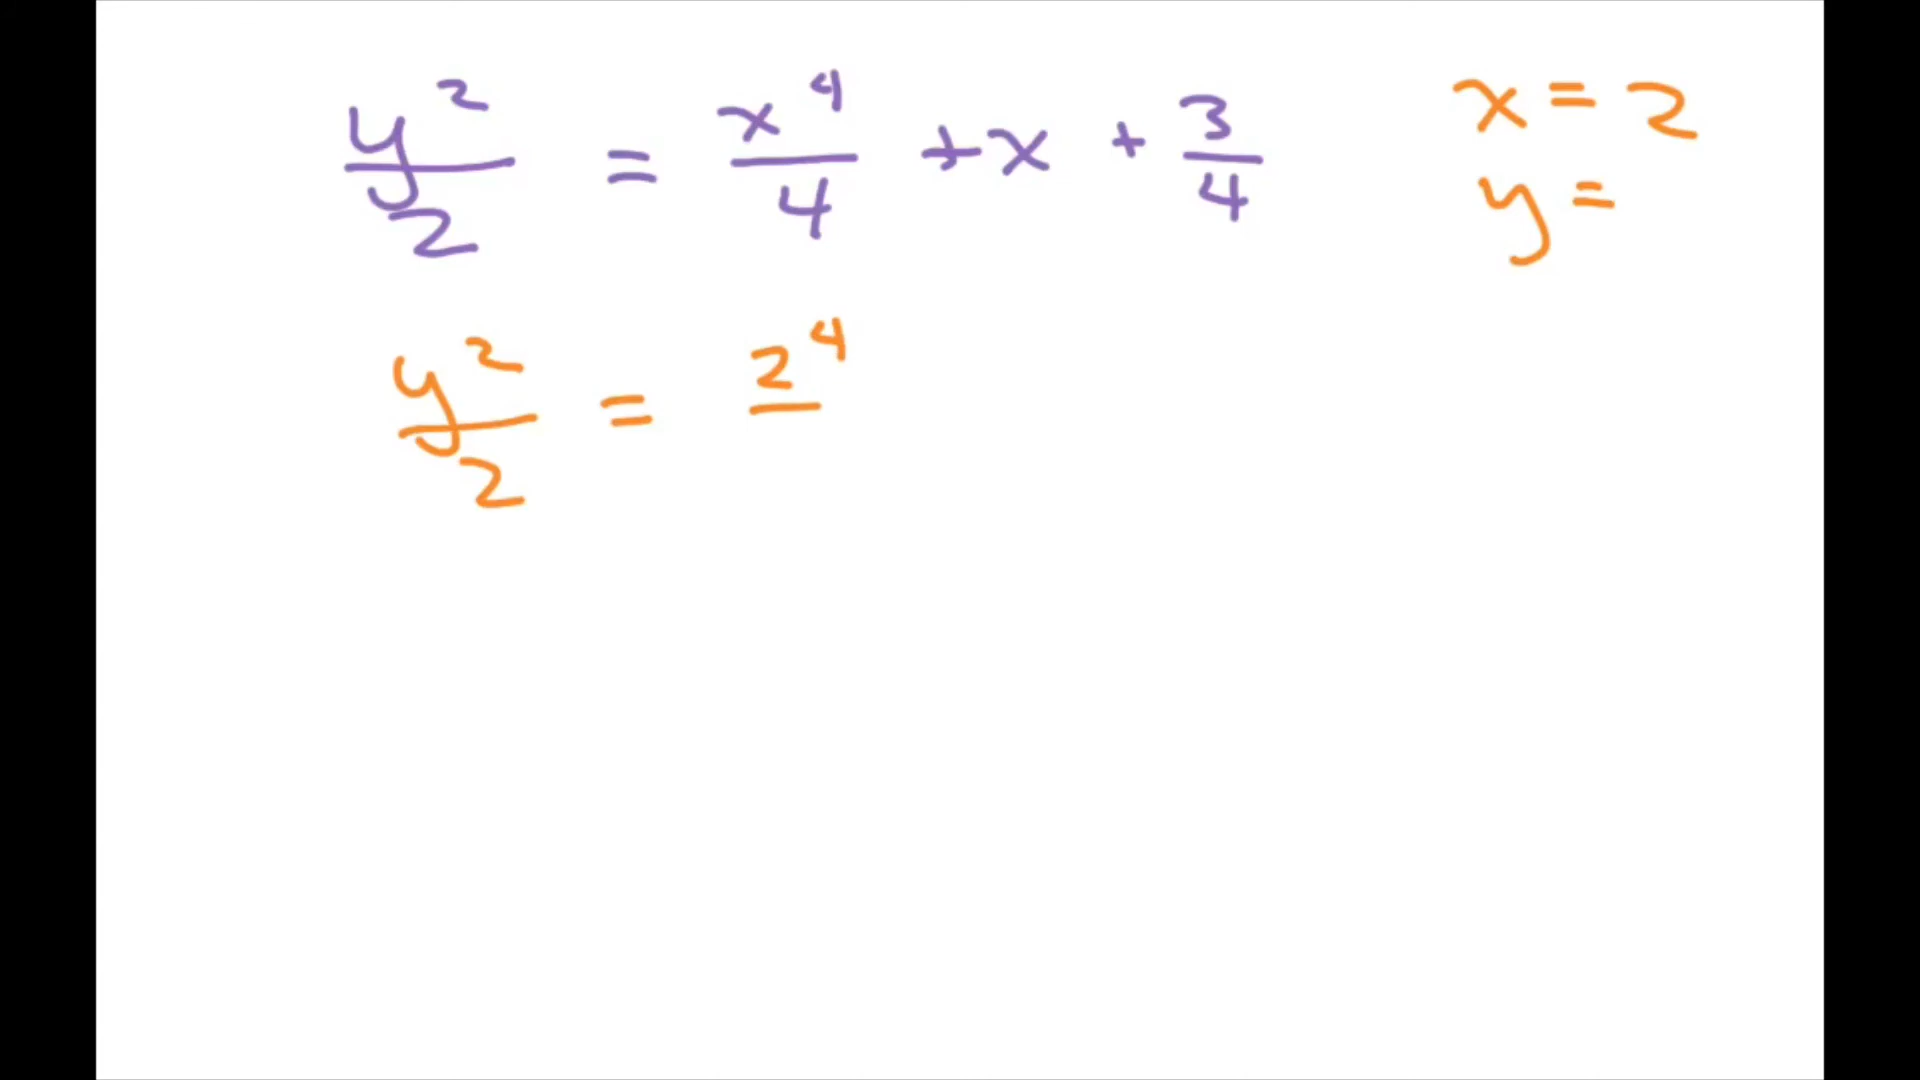 y²/2 = x⁴/4 + x + 3/4
x = 2
y =
y²/2 = 2⁴/